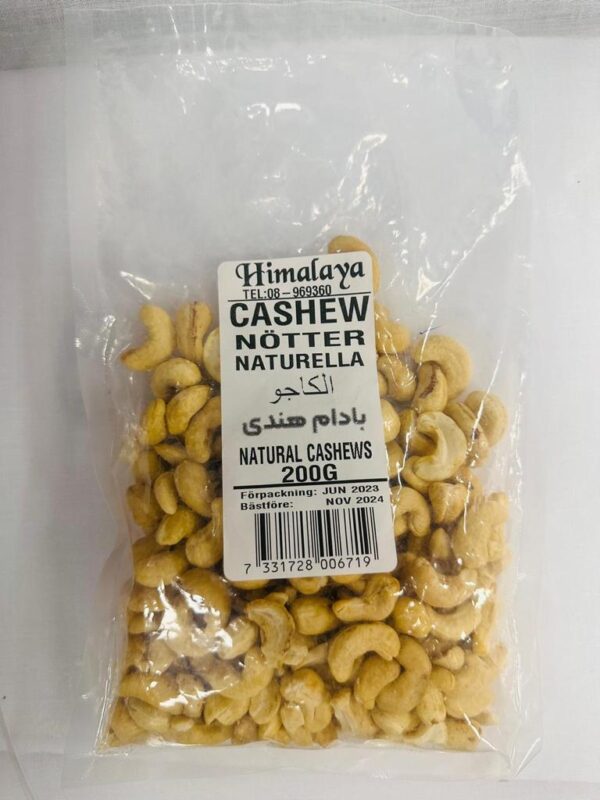 Himalaya
TEL:08-969360
CASHEW
NÖTTER
NATURELLA
الكاجو
بادام هندی
NATURAL CASHEWS
200G
Förpackning: JUN 2023
Bästföre: NOV 2024
7 331728 006719